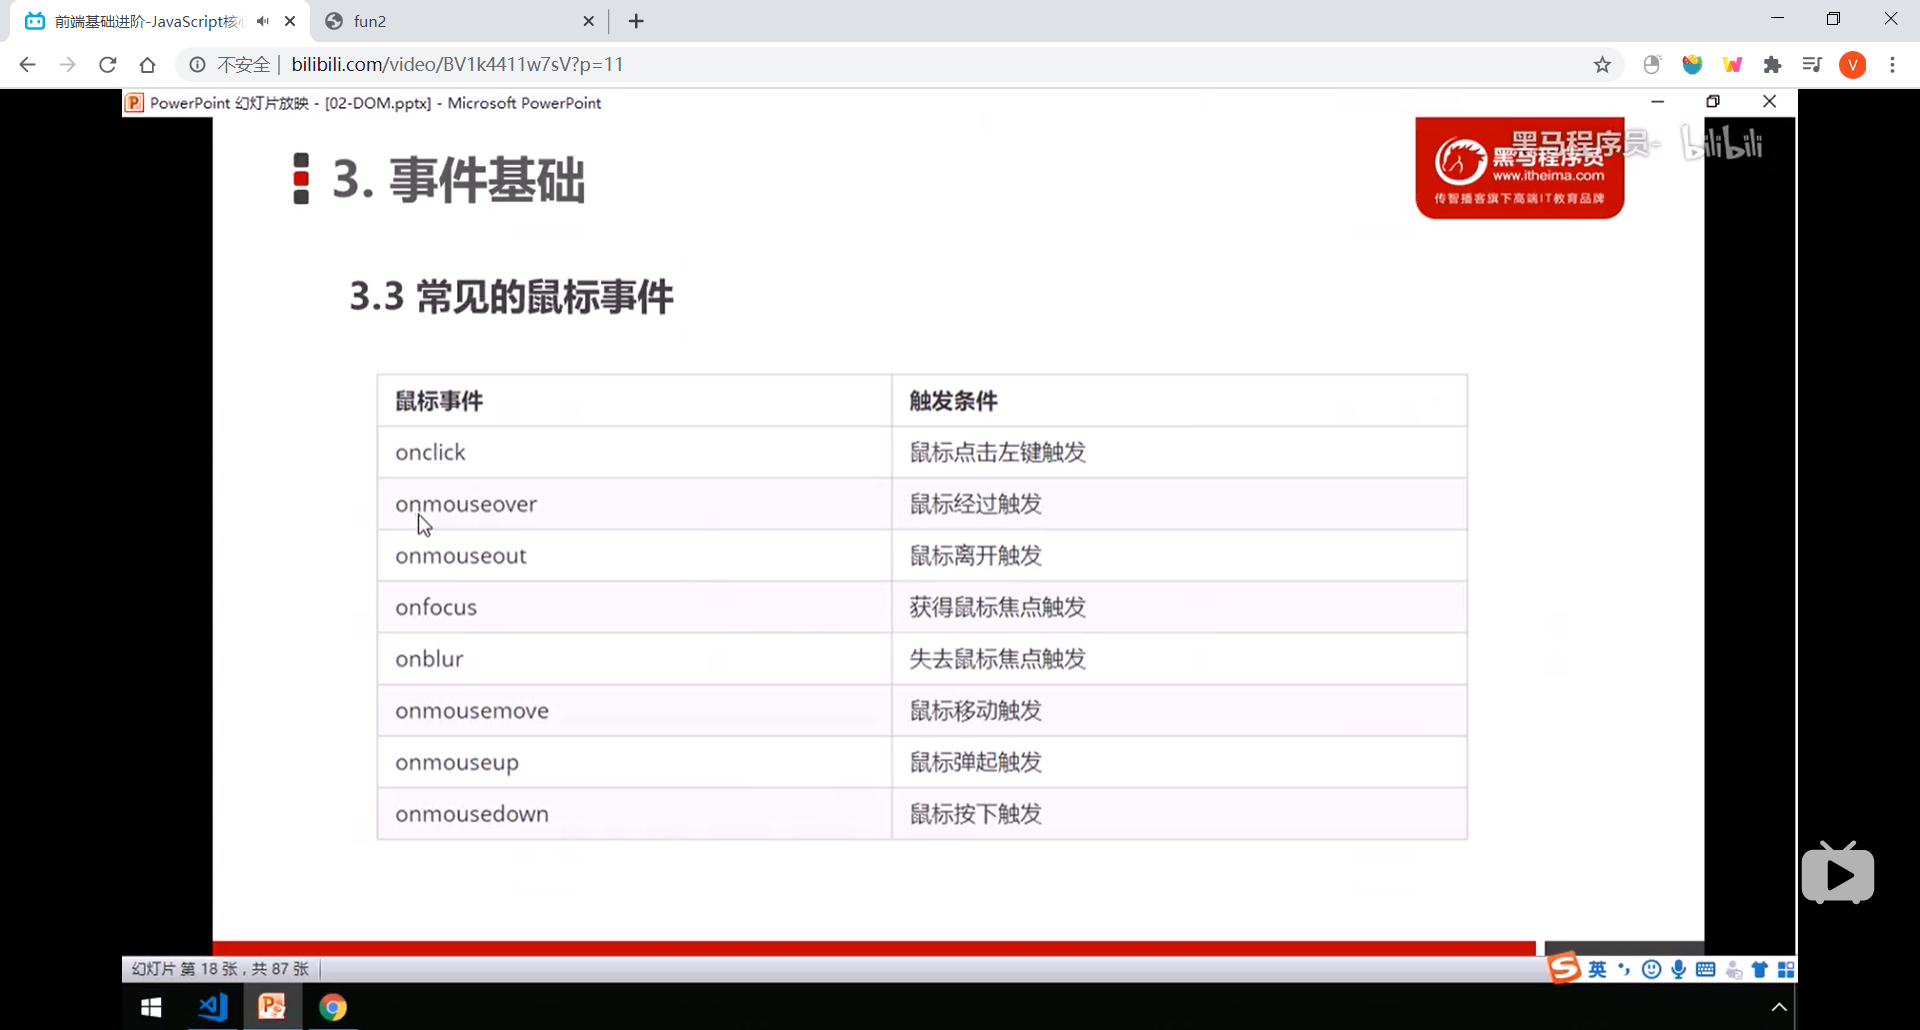 前端基础进阶-JavaScript核
fun2
不安全 | bilibili.com/video/BV1k4411w7sV?p=11
V
PowerPoint 幻灯片放映 - [02-DOM.pptx] - Microsoft PowerPoint
黑马程序员- bilibili
3. 事件基础
黑马程序员
www.itheima.com
传智播客旗下高端IT教育品牌
3.3 常见的鼠标事件
鼠标事件 触发条件
onclick 鼠标点击左键触发
onmouseover 鼠标经过触发
onmouseout 鼠标离开触发
onfocus 获得鼠标焦点触发
onblur 失去鼠标焦点触发
onmousemove 鼠标移动触发
onmouseup 鼠标弹起触发
onmousedown 鼠标按下触发
幻灯片 第 18 张，共 87 张
英